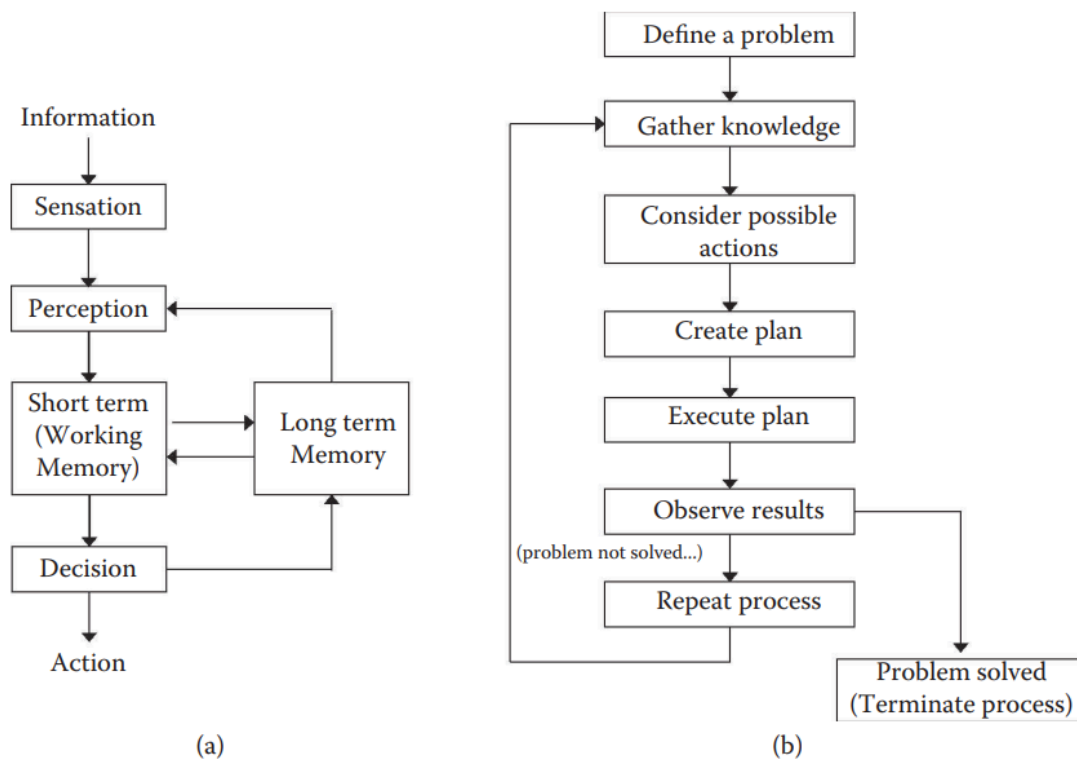 Information
Sensation
Perception
Short term
(Working
Memory)
Long term
Memory
Decision
Action
(a)
Define a problem
Gather knowledge
Consider possible
actions
Create plan
Execute plan
Observe results
(problem not solved...)
Repeat process
Problem solved
(Terminate process)
(b)